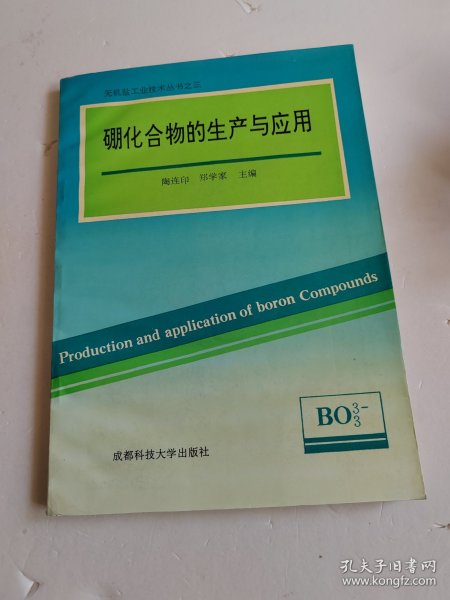 无机盐工业技术丛书之三
硼化合物的生产与应用
陶连印 郑学家 主编
Production and application of boron Compounds
BO₃³⁻
成都科技大学出版社
孔夫子旧书网
www.kongfz.com